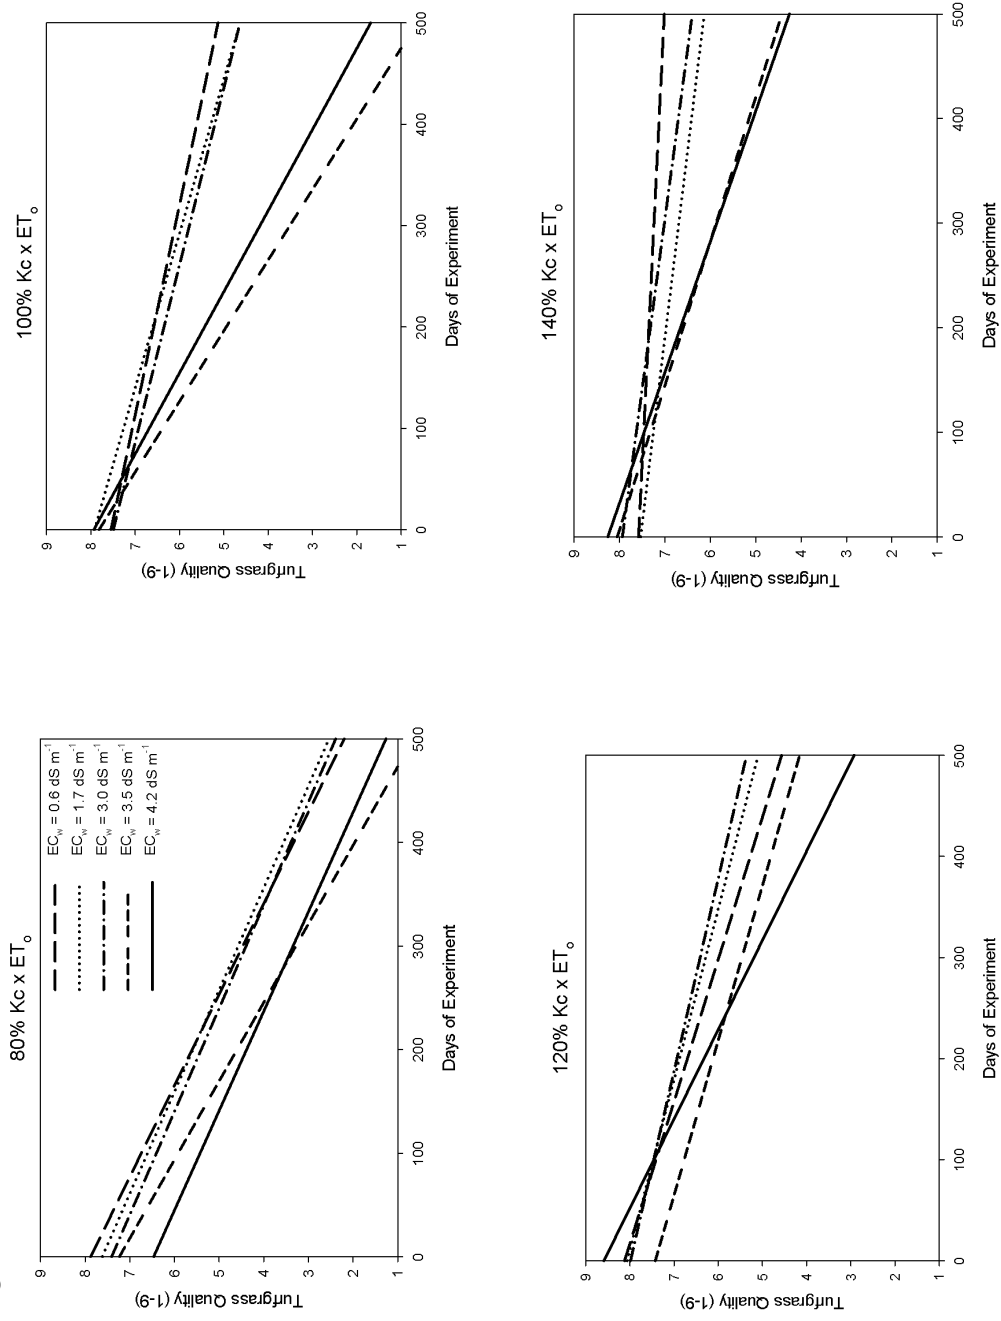 80% Kc x ETo
ECw = 0.6 dS m-1
ECw = 1.7 dS m-1
ECw = 3.0 dS m-1
ECw = 3.5 dS m-1
ECw = 4.2 dS m-1
Turfgrass Quality (1-9)
9
8
7
6
5
4
3
2
1
0 100 200 300 400 500
Days of Experiment
100% Kc x ETo
Turfgrass Quality (1-9)
9
8
7
6
5
4
3
2
1
0 100 200 300 400 500
Days of Experiment
120% Kc x ETo
Turfgrass Quality (1-9)
9
8
7
6
5
4
3
2
1
0 100 200 300 400 500
Days of Experiment
140% Kc x ETo
Turfgrass Quality (1-9)
9
8
7
6
5
4
3
2
1
0 100 200 300 400 500
Days of Experiment